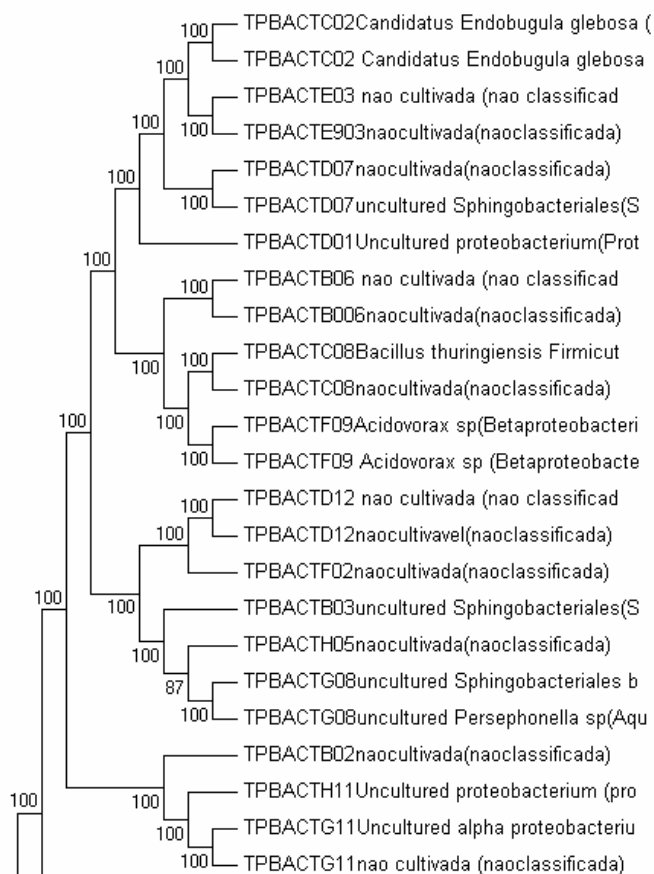 100
TPBACTC02Candidatus Endobugula glebosa (
100
TPBACTC02 Candidatus Endobugula glebosa
TPBACTE03 nao cultivada (nao classificad
100
100
TPBACTE903naocultivada(naoclassificada)
TPBACTD07naocultivada(naoclassificada)
100
100
TPBACTD07uncultured Sphingobacteriales(S
TPBACTD01Uncultured proteobacterium(Prot
100
TPBACTB06 nao cultivada (nao classificad
TPBACTB006naocultivada(naoclassificada)
100
100
TPBACTC08Bacillus thuringiensis Firmicut
TPBACTC08naocultivada(naoclassificada)
100
100
TPBACTF09Acidovorax sp(Betaproteobacteri
100
TPBACTF09 Acidovorax sp (Betaproteobacte
100
TPBACTD12 nao cultivada (nao classificad
100
TPBACTD12naocultivavel(naoclassificada)
TPBACTF02naocultivada(naoclassificada)
100
100
TPBACTB03uncultured Sphingobacteriales(S
100
TPBACTH05naocultivada(naoclassificada)
87
TPBACTG08uncultured Sphingobacteriales b
100
TPBACTG08uncultured Persephonella sp(Aqu
TPBACTB02naocultivada(naoclassificada)
100
100
TPBACTH11Uncultured proteobacterium (pro
100
TPBACTG11Uncultured alpha proteobacteriu
100
TPBACTG11nao cultivada (naoclassificada)